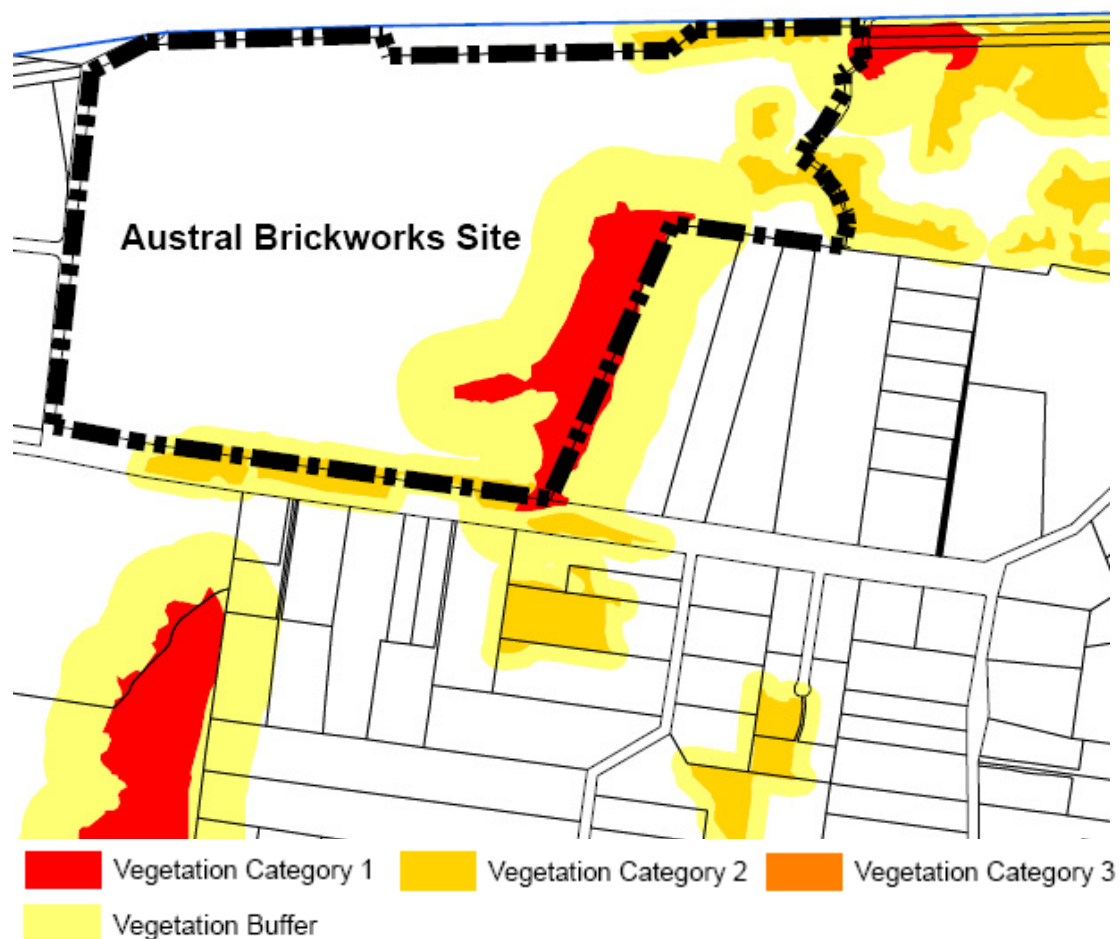 Austral Brickworks Site
Vegetation Category 1
Vegetation Category 2
Vegetation Category 3
Vegetation Buffer